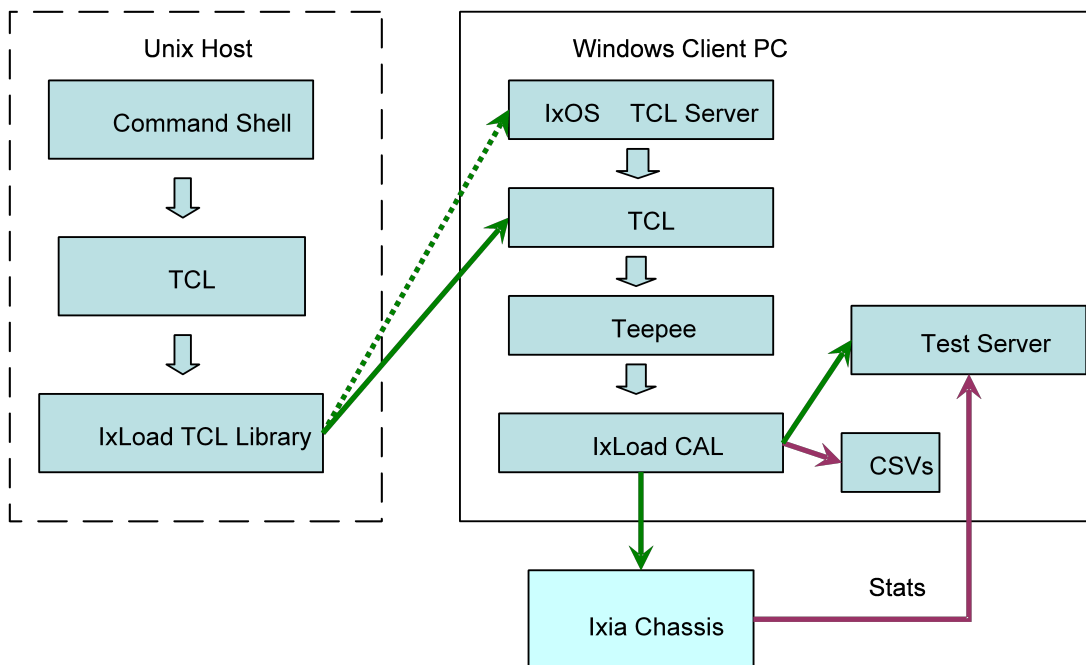 Unix Host
Command Shell
TCL
IxLoad TCL Library
Windows Client PC
IxOS TCL Server
TCL
Teepee
IxLoad CAL
Test Server
CSVs
Stats
Ixia Chassis